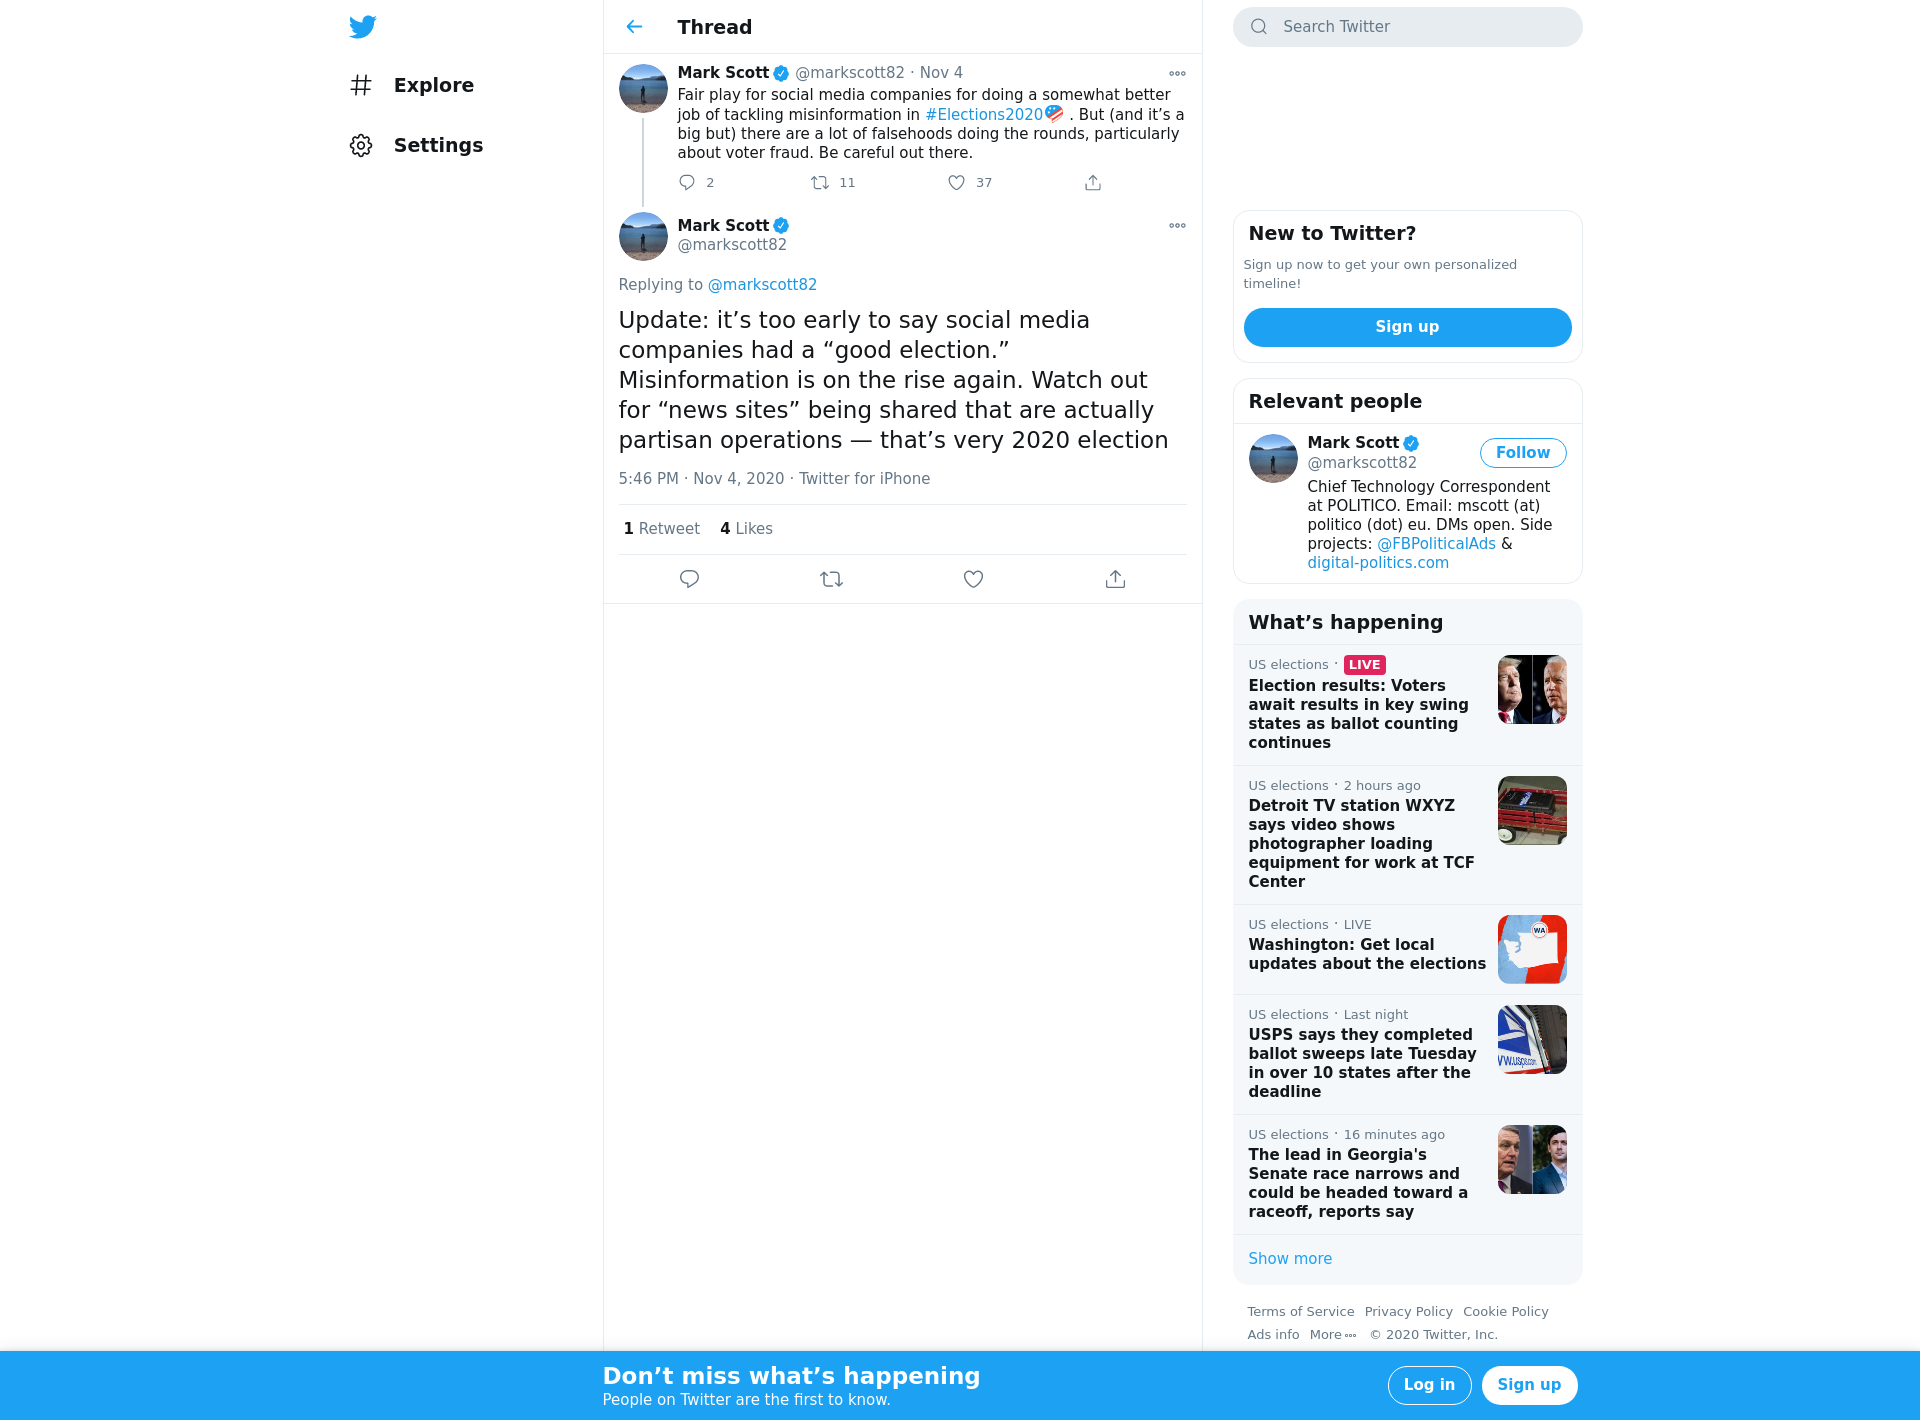 Explore
Settings
Thread
Mark Scott @markscott82 · Nov 4
Fair play for social media companies for doing a somewhat better
job of tackling misinformation in #Elections2020 . But (and it’s a
big but) there are a lot of falsehoods doing the rounds, particularly
about voter fraud. Be careful out there.
2 11 37
Mark Scott
@markscott82
Replying to @markscott82
Update: it’s too early to say social media
companies had a “good election.”
Misinformation is on the rise again. Watch out
for “news sites” being shared that are actually
partisan operations — that’s very 2020 election
5:46 PM · Nov 4, 2020 · Twitter for iPhone
1 Retweet 4 Likes
Search Twitter
New to Twitter?
Sign up now to get your own personalized
timeline!
Sign up
Relevant people
Mark Scott
@markscott82
Follow
Chief Technology Correspondent
at POLITICO. Email: mscott (at)
politico (dot) eu. DMs open. Side
projects: @FBPoliticalAds &
digital-politics.com
What’s happening
US elections · LIVE
Election results: Voters
await results in key swing
states as ballot counting
continues
US elections · 2 hours ago
Detroit TV station WXYZ
says video shows
photographer loading
equipment for work at TCF
Center
US elections · LIVE
Washington: Get local
updates about the elections
WA
US elections · Last night
USPS says they completed
ballot sweeps late Tuesday
in over 10 states after the
deadline
US elections · 16 minutes ago
The lead in Georgia's
Senate race narrows and
could be headed toward a
raceoff, reports say
Show more
Terms of Service Privacy Policy Cookie Policy
Ads info More © 2020 Twitter, Inc.
Don’t miss what’s happening
People on Twitter are the first to know.
Log in
Sign up